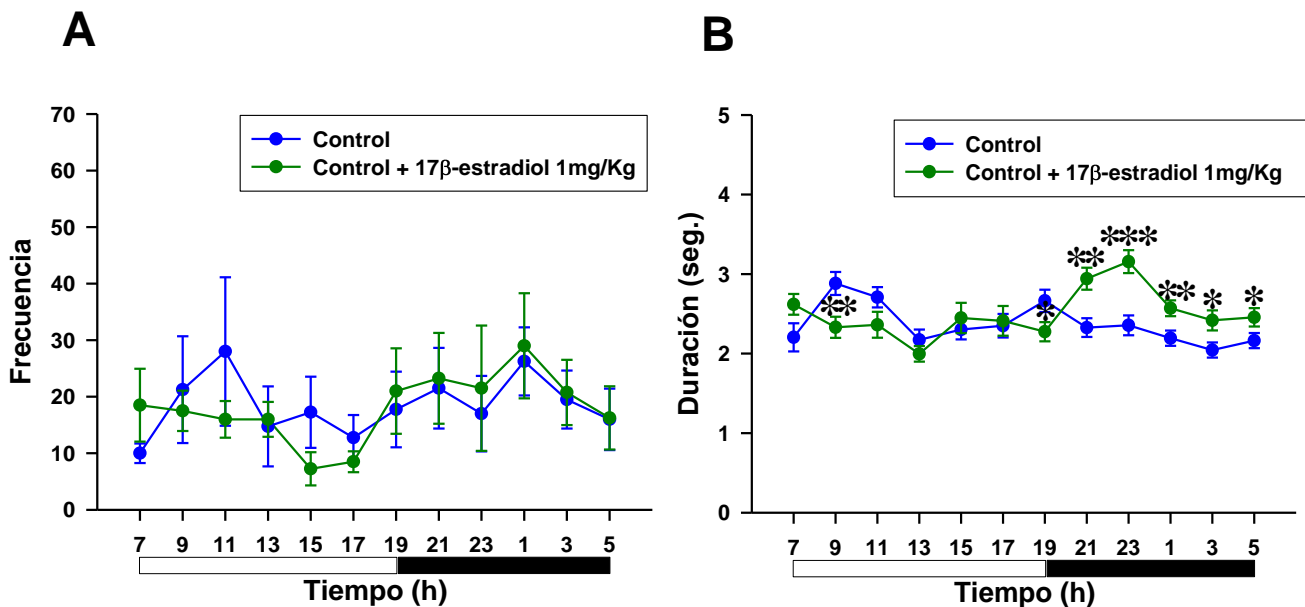 A
Frecuencia
70
60
50
40
30
20
10
0
Control
Control + 17β-estradiol 1mg/Kg
7 9 11 13 15 17 19 21 23 1 3 5
Tiempo (h)
B
Duración (seg.)
5
4
3
2
1
0
Control
Control + 17β-estradiol 1mg/Kg
** * ** *** ** * *
7 9 11 13 15 17 19 21 23 1 3 5
Tiempo (h)